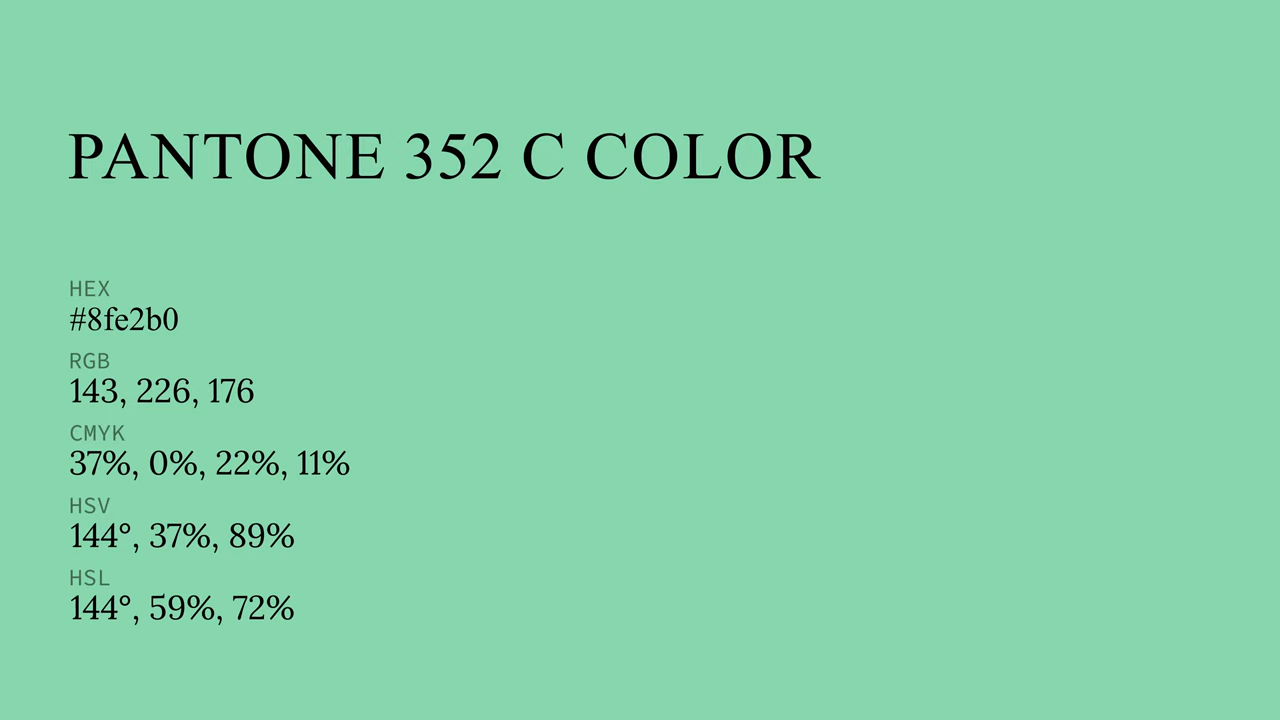 PANTONE 352 C COLOR
HEX
#8fe2b0
RGB
143, 226, 176
CMYK
37%, 0%, 22%, 11%
HSV
144°, 37%, 89%
HSL
144°, 59%, 72%